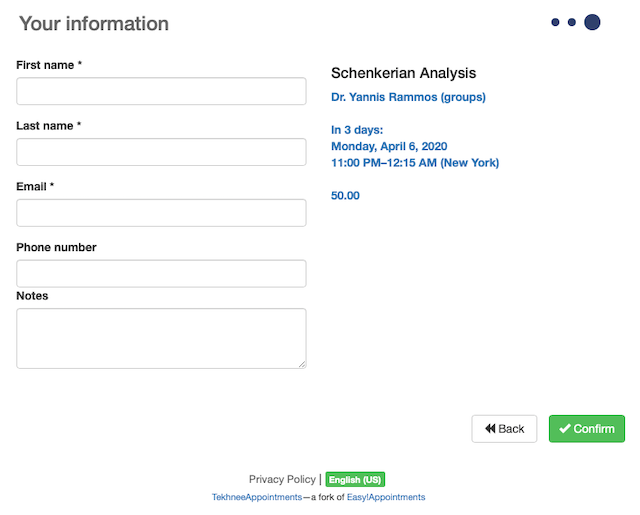 Your information
First name *
Last name *
Email *
Phone number
Notes
Schenkerian Analysis
Dr. Yannis Rammos (groups)
In 3 days:
Monday, April 6, 2020
11:00 PM–12:15 AM (New York)
50.00
Back
Confirm
Privacy Policy | English (US)
TekhneeAppointments—a fork of Easy!Appointments